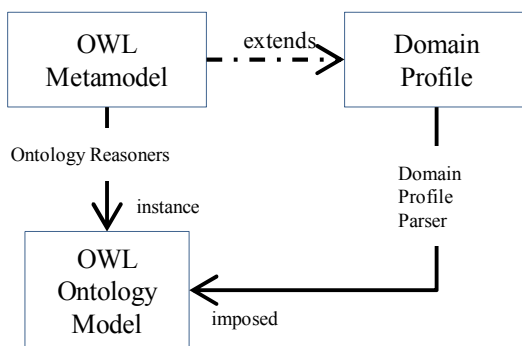 OWL
Metamodel
extends
Domain
Profile
Ontology Reasoners
instance
Domain
Profile
Parser
OWL
Ontology
Model
imposed